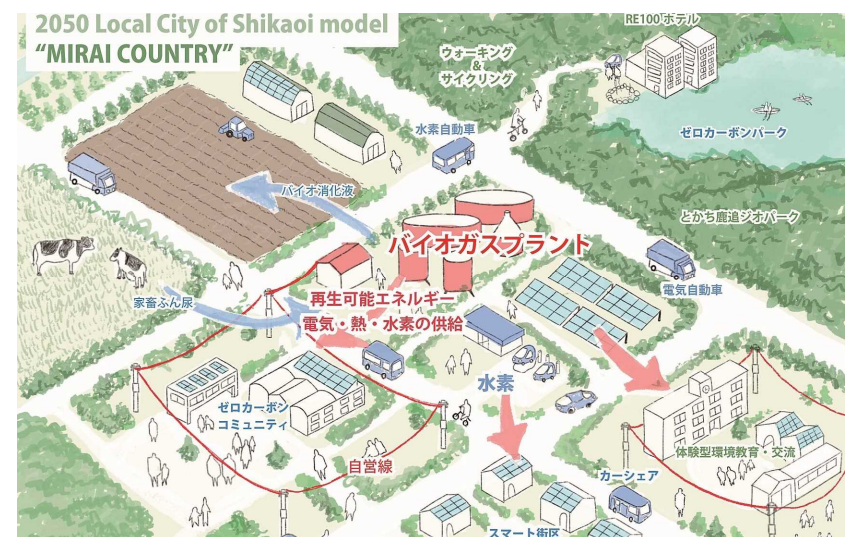 2050 Local City of Shikaoi model
“MIRAI COUNTRY”
RE100 ホテル
ウォーキング
&
サイクリング
水素自動車
ゼロカーボンパーク
バイオ消化液
とかち鹿追ジオパーク
バイオガスプラント
電気自動車
家畜ふん尿
再生可能エネルギー
電気・熱・水素の供給
水素
ゼロカーボン
コミュニティ
自営線
体験型環境教育・交流
カーシェア
スマート街区